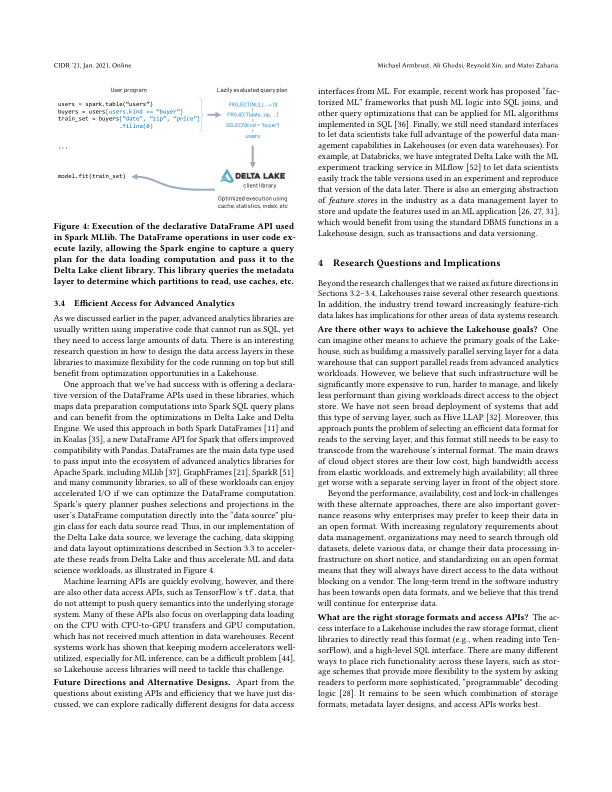 CIDR '21, Jan. 2021, Online
Michael Armbrust, Ali Ghodsi, Reynold Xin, and Matei Zaharia
User program
Lazily evaluated query plan
users = spark.table("users")
buyers = users[users.kind == "buyer"]
train_set = buyers["date", "zip", "price"]
.fillna(0)
...
model.fit(train_set)
PROJECT(NULL → 0)
PROJECT(date, zip, …)
SELECT(kind = "buyer")
users
DELTA LAKE
client library
Optimized execution using
cache, statistics, index, etc
Figure 4: Execution of the declarative DataFrame API used
in Spark MLlib. The DataFrame operations in user code ex-
ecute lazily, allowing the Spark engine to capture a query
plan for the data loading computation and pass it to the
Delta Lake client library. This library queries the metadata
layer to determine which partitions to read, use caches, etc.
3.4 Efficient Access for Advanced Analytics
As we discussed earlier in the paper, advanced analytics libraries are
usually written using imperative code that cannot run as SQL, yet
they need to access large amounts of data. There is an interesting
research question in how to design the data access layers in these
libraries to maximize flexibility for the code running on top but still
benefit from optimization opportunities in a Lakehouse.
One approach that we've had success with is offering a declara-
tive version of the DataFrame APIs used in these libraries, which
maps data preparation computations into Spark SQL query plans
and can benefit from the optimizations in Delta Lake and Delta
Engine. We used this approach in both Spark DataFrames [11] and
in Koalas [35], a new DataFrame API for Spark that offers improved
compatibility with Pandas. DataFrames are the main data type used
to pass input into the ecosystem of advanced analytics libraries for
Apache Spark, including MLlib [37], GraphFrames [21], SparkR [51]
and many community libraries, so all of these workloads can enjoy
accelerated I/O if we can optimize the DataFrame computation.
Spark's query planner pushes selections and projections in the
user's DataFrame computation directly into the "data source" plu-
gin class for each data source read. Thus, in our implementation of
the Delta Lake data source, we leverage the caching, data skipping
and data layout optimizations described in Section 3.3 to acceler-
ate these reads from Delta Lake and thus accelerate ML and data
science workloads, as illustrated in Figure 4.
Machine learning APIs are quickly evolving, however, and there
are also other data access APIs, such as TensorFlow's tf.data, that
do not attempt to push query semantics into the underlying storage
system. Many of these APIs also focus on overlapping data loading
on the CPU with CPU-to-GPU transfers and GPU computation,
which has not received much attention in data warehouses. Recent
systems work has shown that keeping modern accelerators well-
utilized, especially for ML inference, can be a difficult problem [44],
so Lakehouse access libraries will need to tackle this challenge.
Future Directions and Alternative Designs. Apart from the
questions about existing APIs and efficiency that we have just dis-
cussed, we can explore radically different designs for data access
interfaces from ML. For example, recent work has proposed "fac-
torized ML" frameworks that push ML logic into SQL joins, and
other query optimizations that can be applied for ML algorithms
implemented in SQL [36]. Finally, we still need standard interfaces
to let data scientists take full advantage of the powerful data man-
agement capabilities in Lakehouses (or even data warehouses). For
example, at Databricks, we have integrated Delta Lake with the ML
experiment tracking service in MLflow [52] to let data scientists
easily track the table versions used in an experiment and reproduce
that version of the data later. There is also an emerging abstraction
of feature stores in the industry as a data management layer to
store and update the features used in an ML application [26, 27, 31],
which would benefit from using the standard DBMS functions in a
Lakehouse design, such as transactions and data versioning.
4 Research Questions and Implications
Beyond the research challenges that we raised as future directions in
Sections 3.2–3.4, Lakehouses raise several other research questions.
In addition, the industry trend toward increasingly feature-rich
data lakes has implications for other areas of data systems research.
Are there other ways to achieve the Lakehouse goals? One
can imagine other means to achieve the primary goals of the Lake-
house, such as building a massively parallel serving layer for a data
warehouse that can support parallel reads from advanced analytics
workloads. However, we believe that such infrastructure will be
significantly more expensive to run, harder to manage, and likely
less performant than giving workloads direct access to the object
store. We have not seen broad deployment of systems that add
this type of serving layer, such as Hive LLAP [32]. Moreover, this
approach punts the problem of selecting an efficient data format for
reads to the serving layer, and this format still needs to be easy to
transcode from the warehouse's internal format. The main draws
of cloud object stores are their low cost, high bandwidth access
from elastic workloads, and extremely high availability; all three
get worse with a separate serving layer in front of the object store.
Beyond the performance, availability, cost and lock-in challenges
with these alternate approaches, there are also important gover-
nance reasons why enterprises may prefer to keep their data in
an open format. With increasing regulatory requirements about
data management, organizations may need to search through old
datasets, delete various data, or change their data processing in-
frastructure on short notice, and standardizing on an open format
means that they will always have direct access to the data without
blocking on a vendor. The long-term trend in the software industry
has been towards open data formats, and we believe that this trend
will continue for enterprise data.
What are the right storage formats and access APIs? The ac-
cess interface to a Lakehouse includes the raw storage format, client
libraries to directly read this format (e.g., when reading into Ten-
sorFlow), and a high-level SQL interface. There are many different
ways to place rich functionality across these layers, such as stor-
age schemes that provide more flexibility to the system by asking
readers to perform more sophisticated, "programmable" decoding
logic [28]. It remains to be seen which combination of storage
formats, metadata layer designs, and access APIs works best.